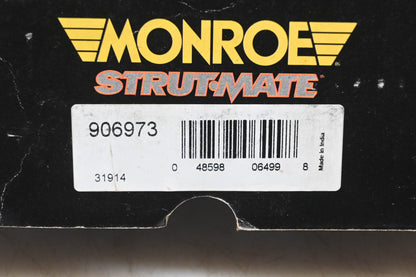 MONROE
STRUT-MATE
906973
0 48598 06499 8
Made in India
31914